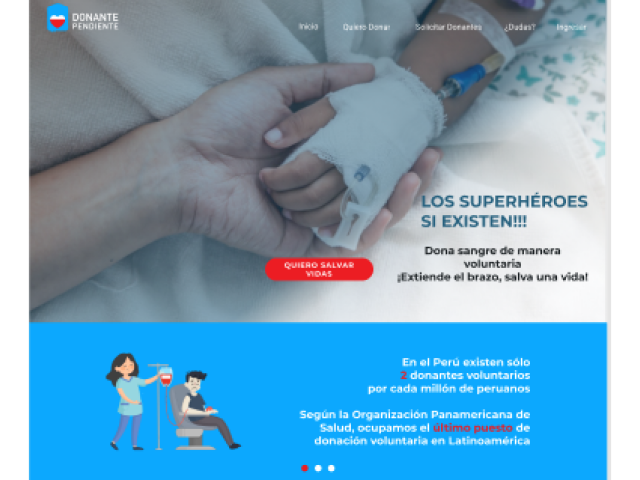 DONANTE
PENDIENTE
Inicio
Quiero Donar
Solicitar Donantes
¿Dudas?
Ingresar
LOS SUPERHÉROES
SI EXISTEN!!!
Dona sangre de manera
voluntaria
¡Extiende el brazo, salva una vida!
QUIERO SALVAR
VIDAS
En el Perú existen sólo
2 donantes voluntarios
por cada millón de peruanos
Según la Organización Panamericana de
Salud, ocupamos el último puesto de
donación voluntaria en Latinoamérica